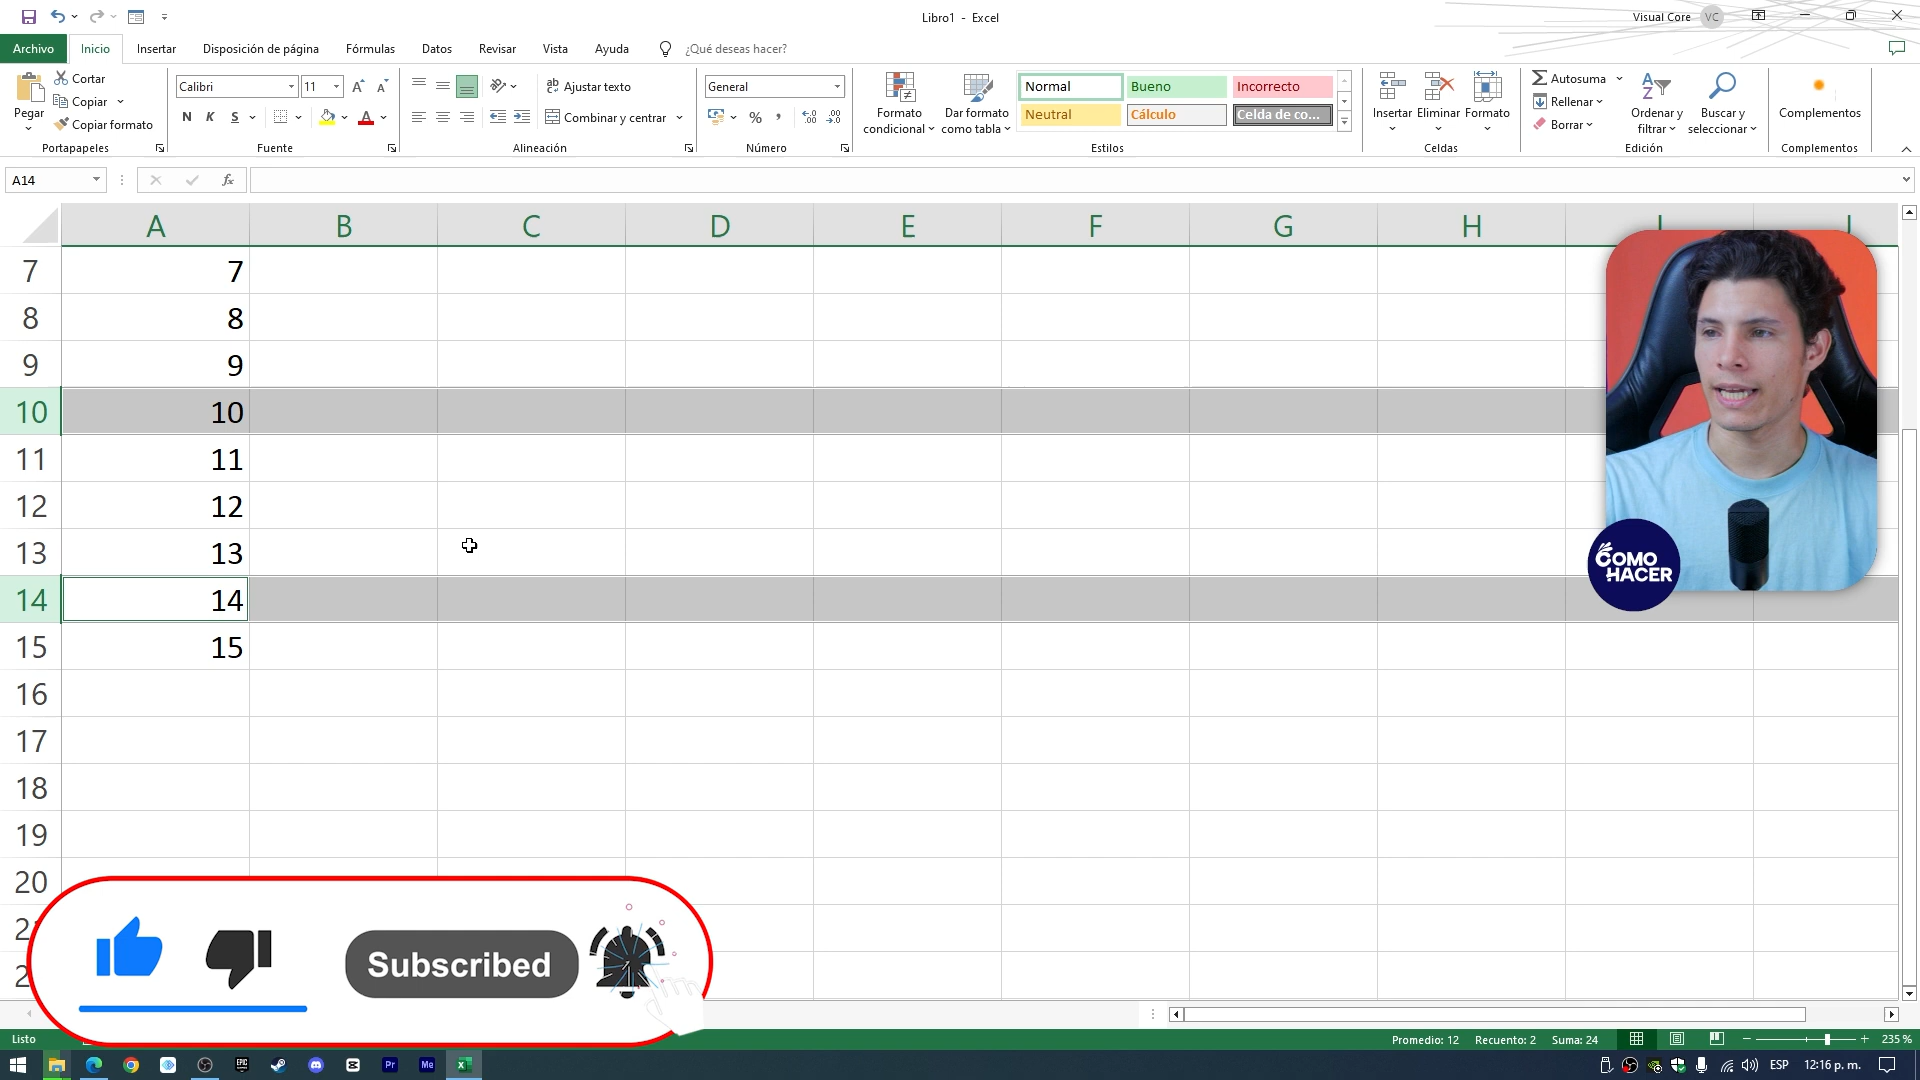 Libro1 - Excel
Visual Core
VC
Archivo
Inicio
Insertar
Disposición de página
Fórmulas
Datos
Revisar
Vista
Ayuda
¿Qué deseas hacer?
Pegar
Cortar
Copiar
Copiar formato
Portapapeles
Calibri
11
N K S
Fuente
Ajustar texto
Combinar y centrar
Alineación
General
Número
Formato condicional
Dar formato como tabla
Normal
Bueno
Incorrecto
Neutral
Cálculo
Celda de co...
Estilos
Insertar
Eliminar
Formato
Celdas
Autosuma
Rellenar
Borrar
Ordenar y filtrar
Buscar y seleccionar
Edición
Complementos
Complementos
A14
fx
A B C D E F G H
7 7
8 8
9 9
10 10
11 11
12 12
13 13
14 14
15 15
16
17
18
19
20
COMO
HACER
Subscribed
Listo
Promedio: 12 Recuento: 2 Suma: 24
235 %
ESP
12:16 p. m.